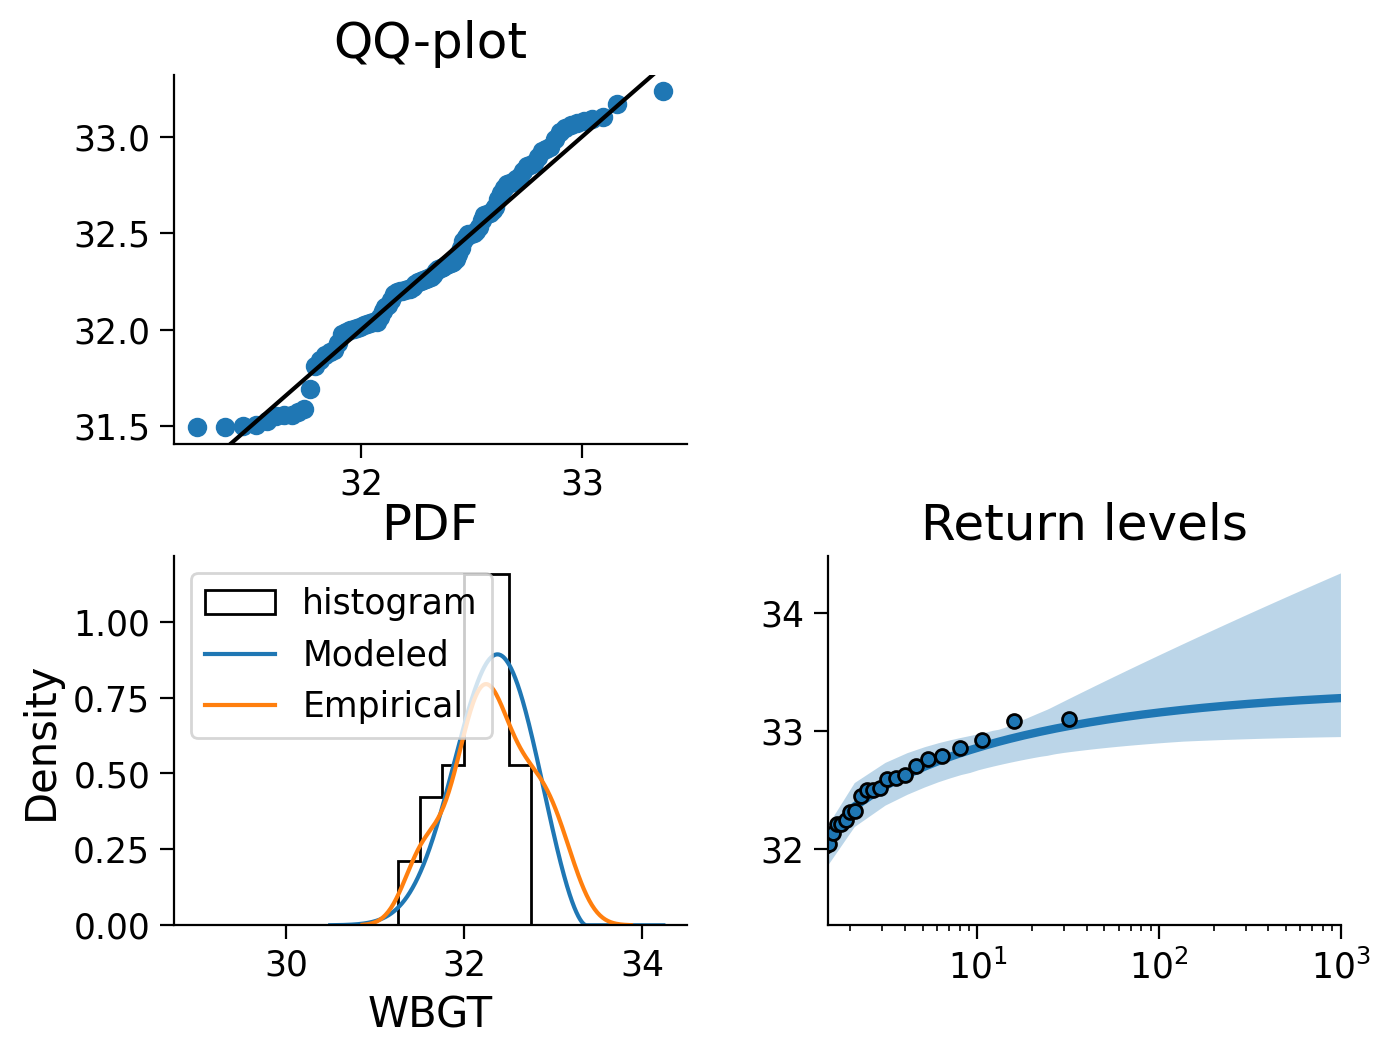 QQ-plot
33.0
32.5
32.0
31.5
32 33
PDF
Density
1.00
0.75
0.50
0.25
0.00
histogram
Modeled
Empirical
30 32 34
WBGT
Return levels
34
33
32
10¹ 10² 10³